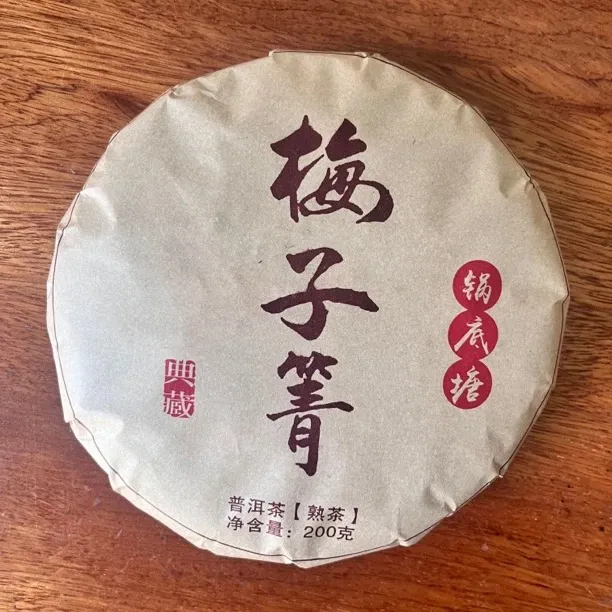 梅子箐
锅底塘
典藏
普洱茶【熟茶】
净含量：200克